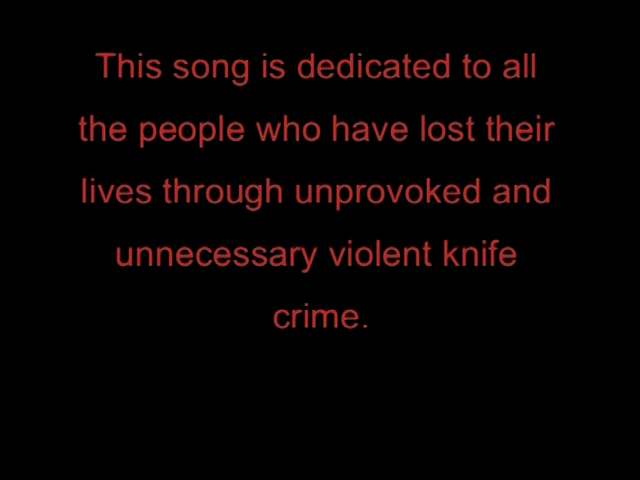 This song is dedicated to all
the people who have lost their
lives through unprovoked and
unnecessary violent knife
crime.